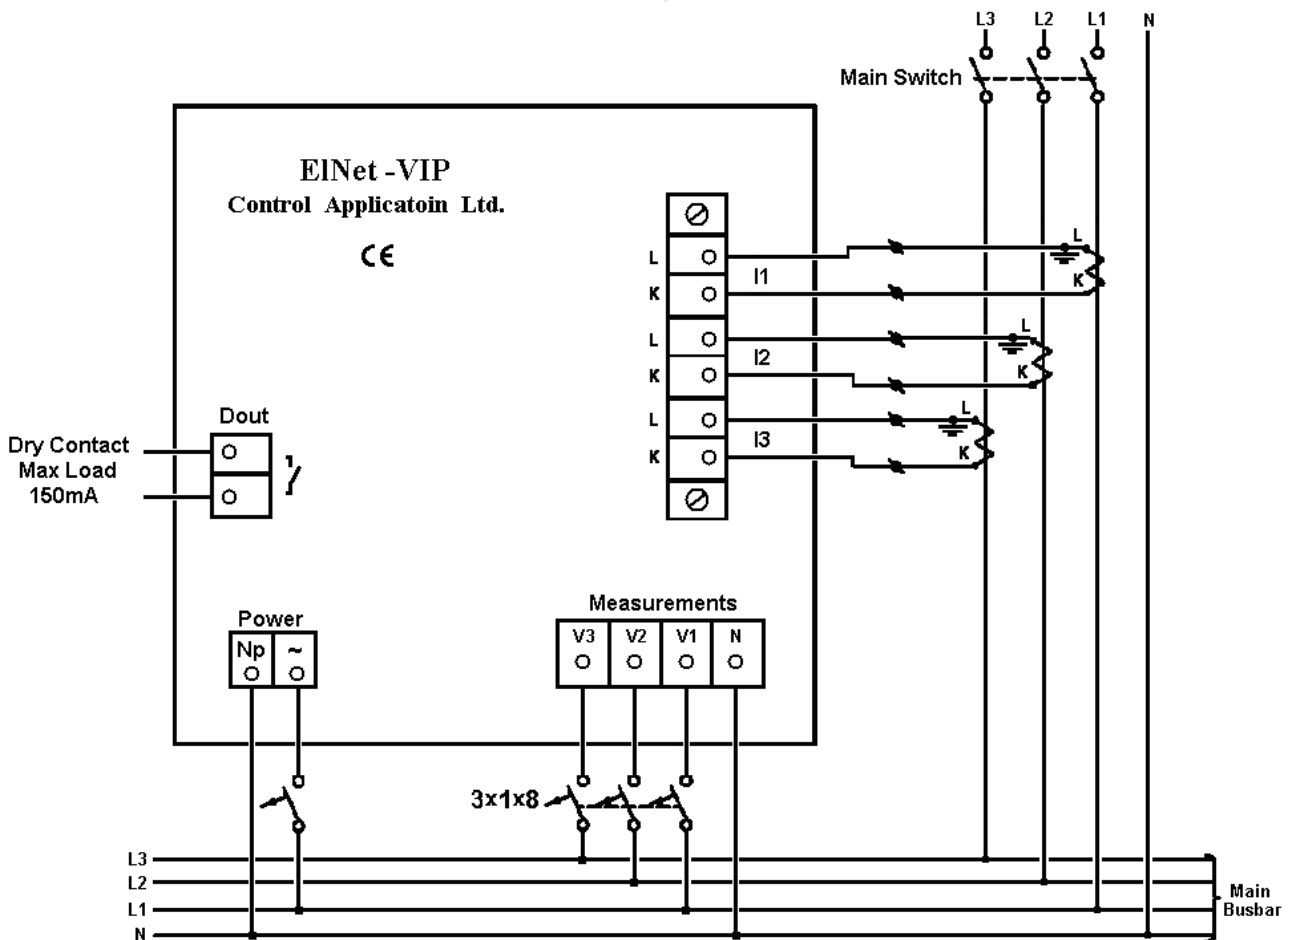 L3 L2 L1 N
Main Switch
ElNet -VIP
Control Applicatoin Ltd.
CE
L
I1
L
K
K
L
I2
L
K
K
L
I3
L
K
K
Dout
Dry Contact
Max Load
150mA
Power
Np ~
Measurements
V3 V2 V1 N
3x1x8
L3
L2
L1
N
Main
Busbar